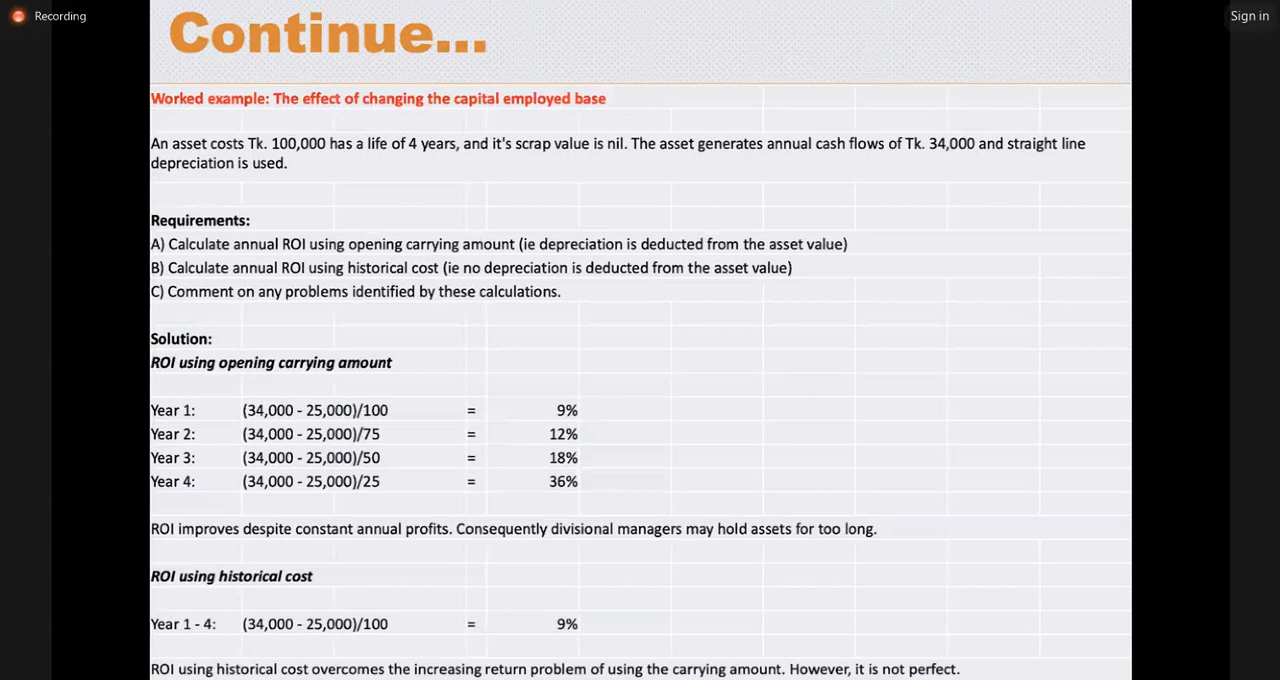 Recording
Sign in
Continue...
Worked example: The effect of changing the capital employed base
An asset costs Tk. 100,000 has a life of 4 years, and it's scrap value is nil. The asset generates annual cash flows of Tk. 34,000 and straight line
depreciation is used.
Requirements:
A) Calculate annual ROI using opening carrying amount (ie depreciation is deducted from the asset value)
B) Calculate annual ROI using historical cost (ie no depreciation is deducted from the asset value)
C) Comment on any problems identified by these calculations.
Solution:
ROI using opening carrying amount
Year 1: (34,000 - 25,000)/100 = 9%
Year 2: (34,000 - 25,000)/75 = 12%
Year 3: (34,000 - 25,000)/50 = 18%
Year 4: (34,000 - 25,000)/25 = 36%
ROI improves despite constant annual profits. Consequently divisional managers may hold assets for too long.
ROI using historical cost
Year 1 - 4: (34,000 - 25,000)/100 = 9%
ROI using historical cost overcomes the increasing return problem of using the carrying amount. However, it is not perfect.